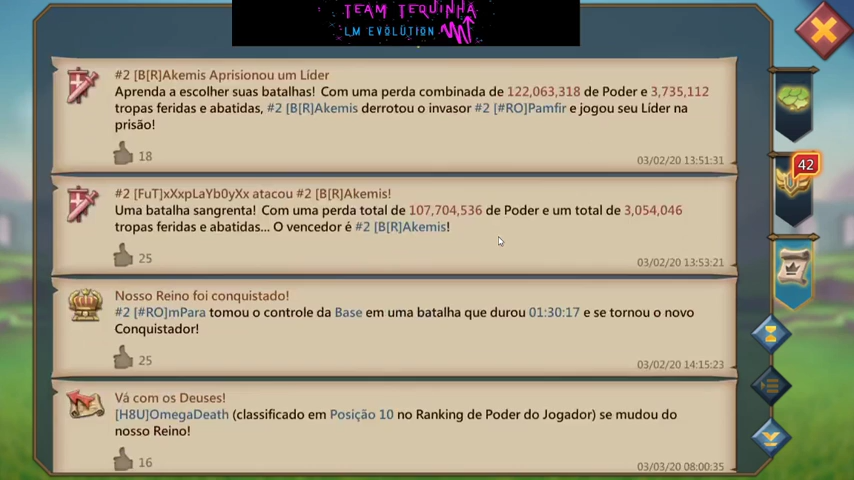 TEAM TEQUINHA
LM EVOLUTION
#2 [B[R]Akemis Aprisionou um Líder
Aprenda a escolher suas batalhas! Com uma perda combinada de 122,063,318 de Poder e 3,735,112
tropas feridas e abatidas, #2 [B[R]Akemis derrotou o invasor #2 [#RO]Pamfir e jogou seu Líder na
prisão!
18
03/02/20 13:51:31
42
#2 [FuT]xXxpLaYb0yXx atacou #2 [B[R]Akemis!
Uma batalha sangrenta! Com uma perda total de 107,704,536 de Poder e um total de 3,054,046
tropas feridas e abatidas... O vencedor é #2 [B[R]Akemis!
25
03/02/20 13:53:21
Nosso Reino foi conquistado!
#2 [#RO]mPara tomou o controle da Base em uma batalha que durou 01:30:17 e se tornou o novo
Conquistador!
25
03/02/20 14:15:23
Vá com os Deuses!
[H8U]OmegaDeath (classificado em Posição 10 no Ranking de Poder do Jogador) se mudou do
nosso Reino!
16
03/03/20 08:00:35